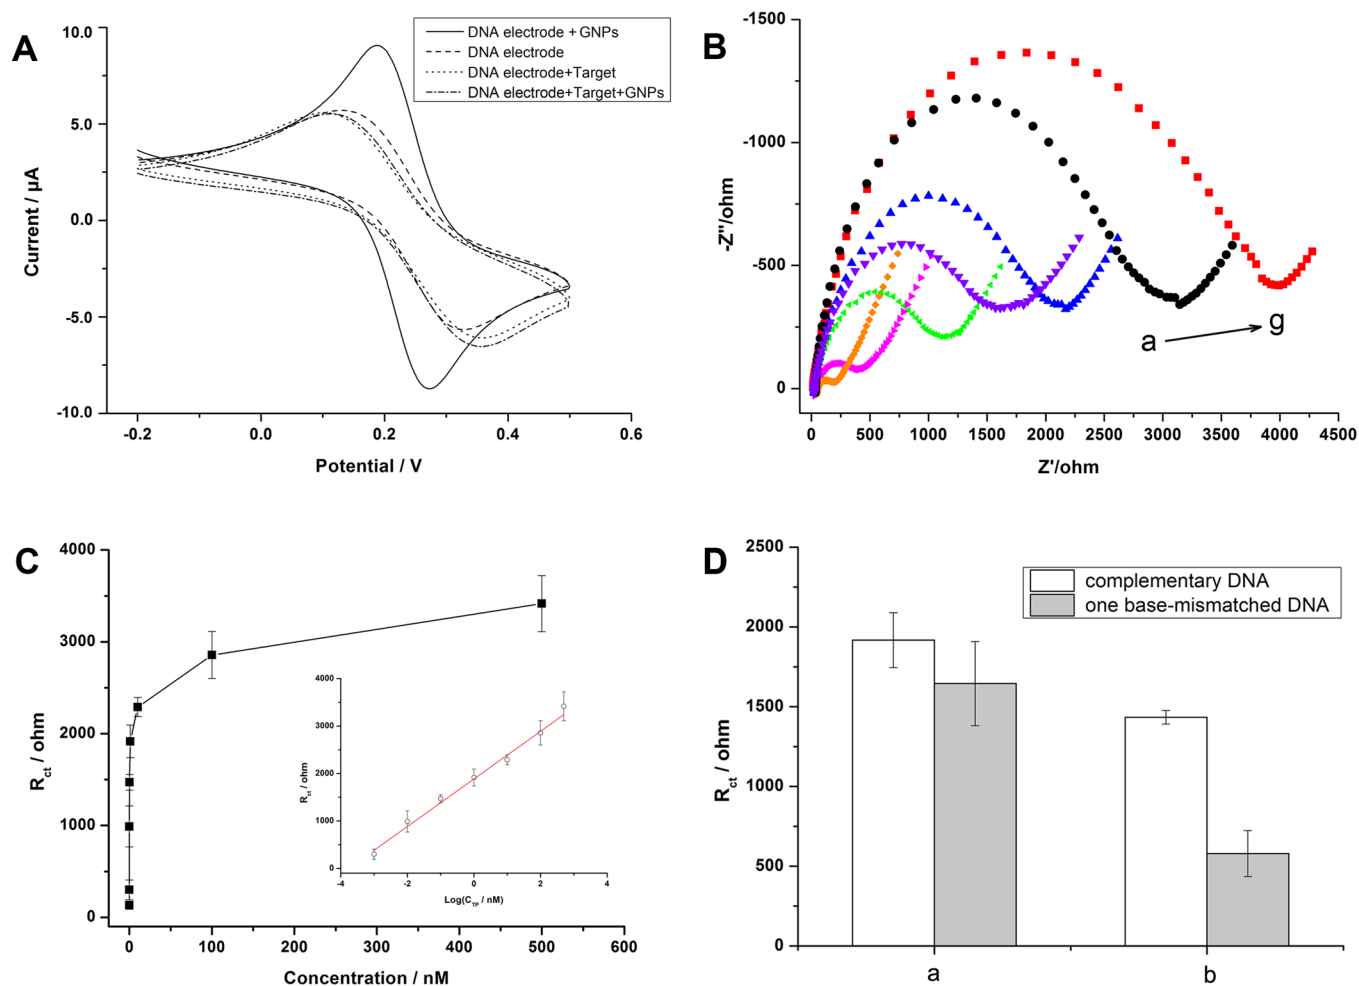 A
DNA electrode + GNPs
DNA electrode
DNA electrode+Target
DNA electrode+Target+GNPs
10.0
5.0
0.0
-5.0
-10.0
Current / µA
-0.2 0.0 0.2 0.4 0.6
Potential / V
B
-1500
-1000
-500
0
-Z''/ohm
a g
0 500 1000 1500 2000 2500 3000 3500 4000 4500
Z'/ohm
C
4000
3000
2000
1000
0
R_ct / ohm
0 100 200 300 400 500 600
Concentration / nM
4000
3000
2000
1000
0
R_ct / ohm
-4 -2 0 2 4
Log(C_TP / nM)
D
complementary DNA
one base-mismatched DNA
2500
2000
1500
1000
500
0
R_ct / ohm
a b